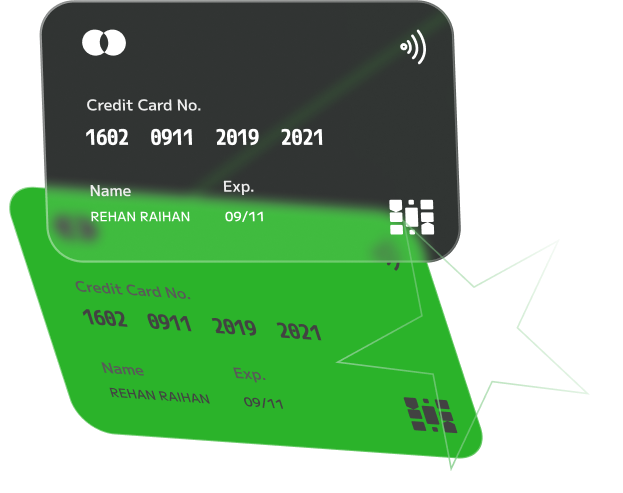 Credit Card No.
1602 0911 2019 2021
Name Exp.
REHAN RAIHAN 09/11
Credit Card No.
1602 0911 2019 2021
Name Exp.
REHAN RAIHAN 09/11